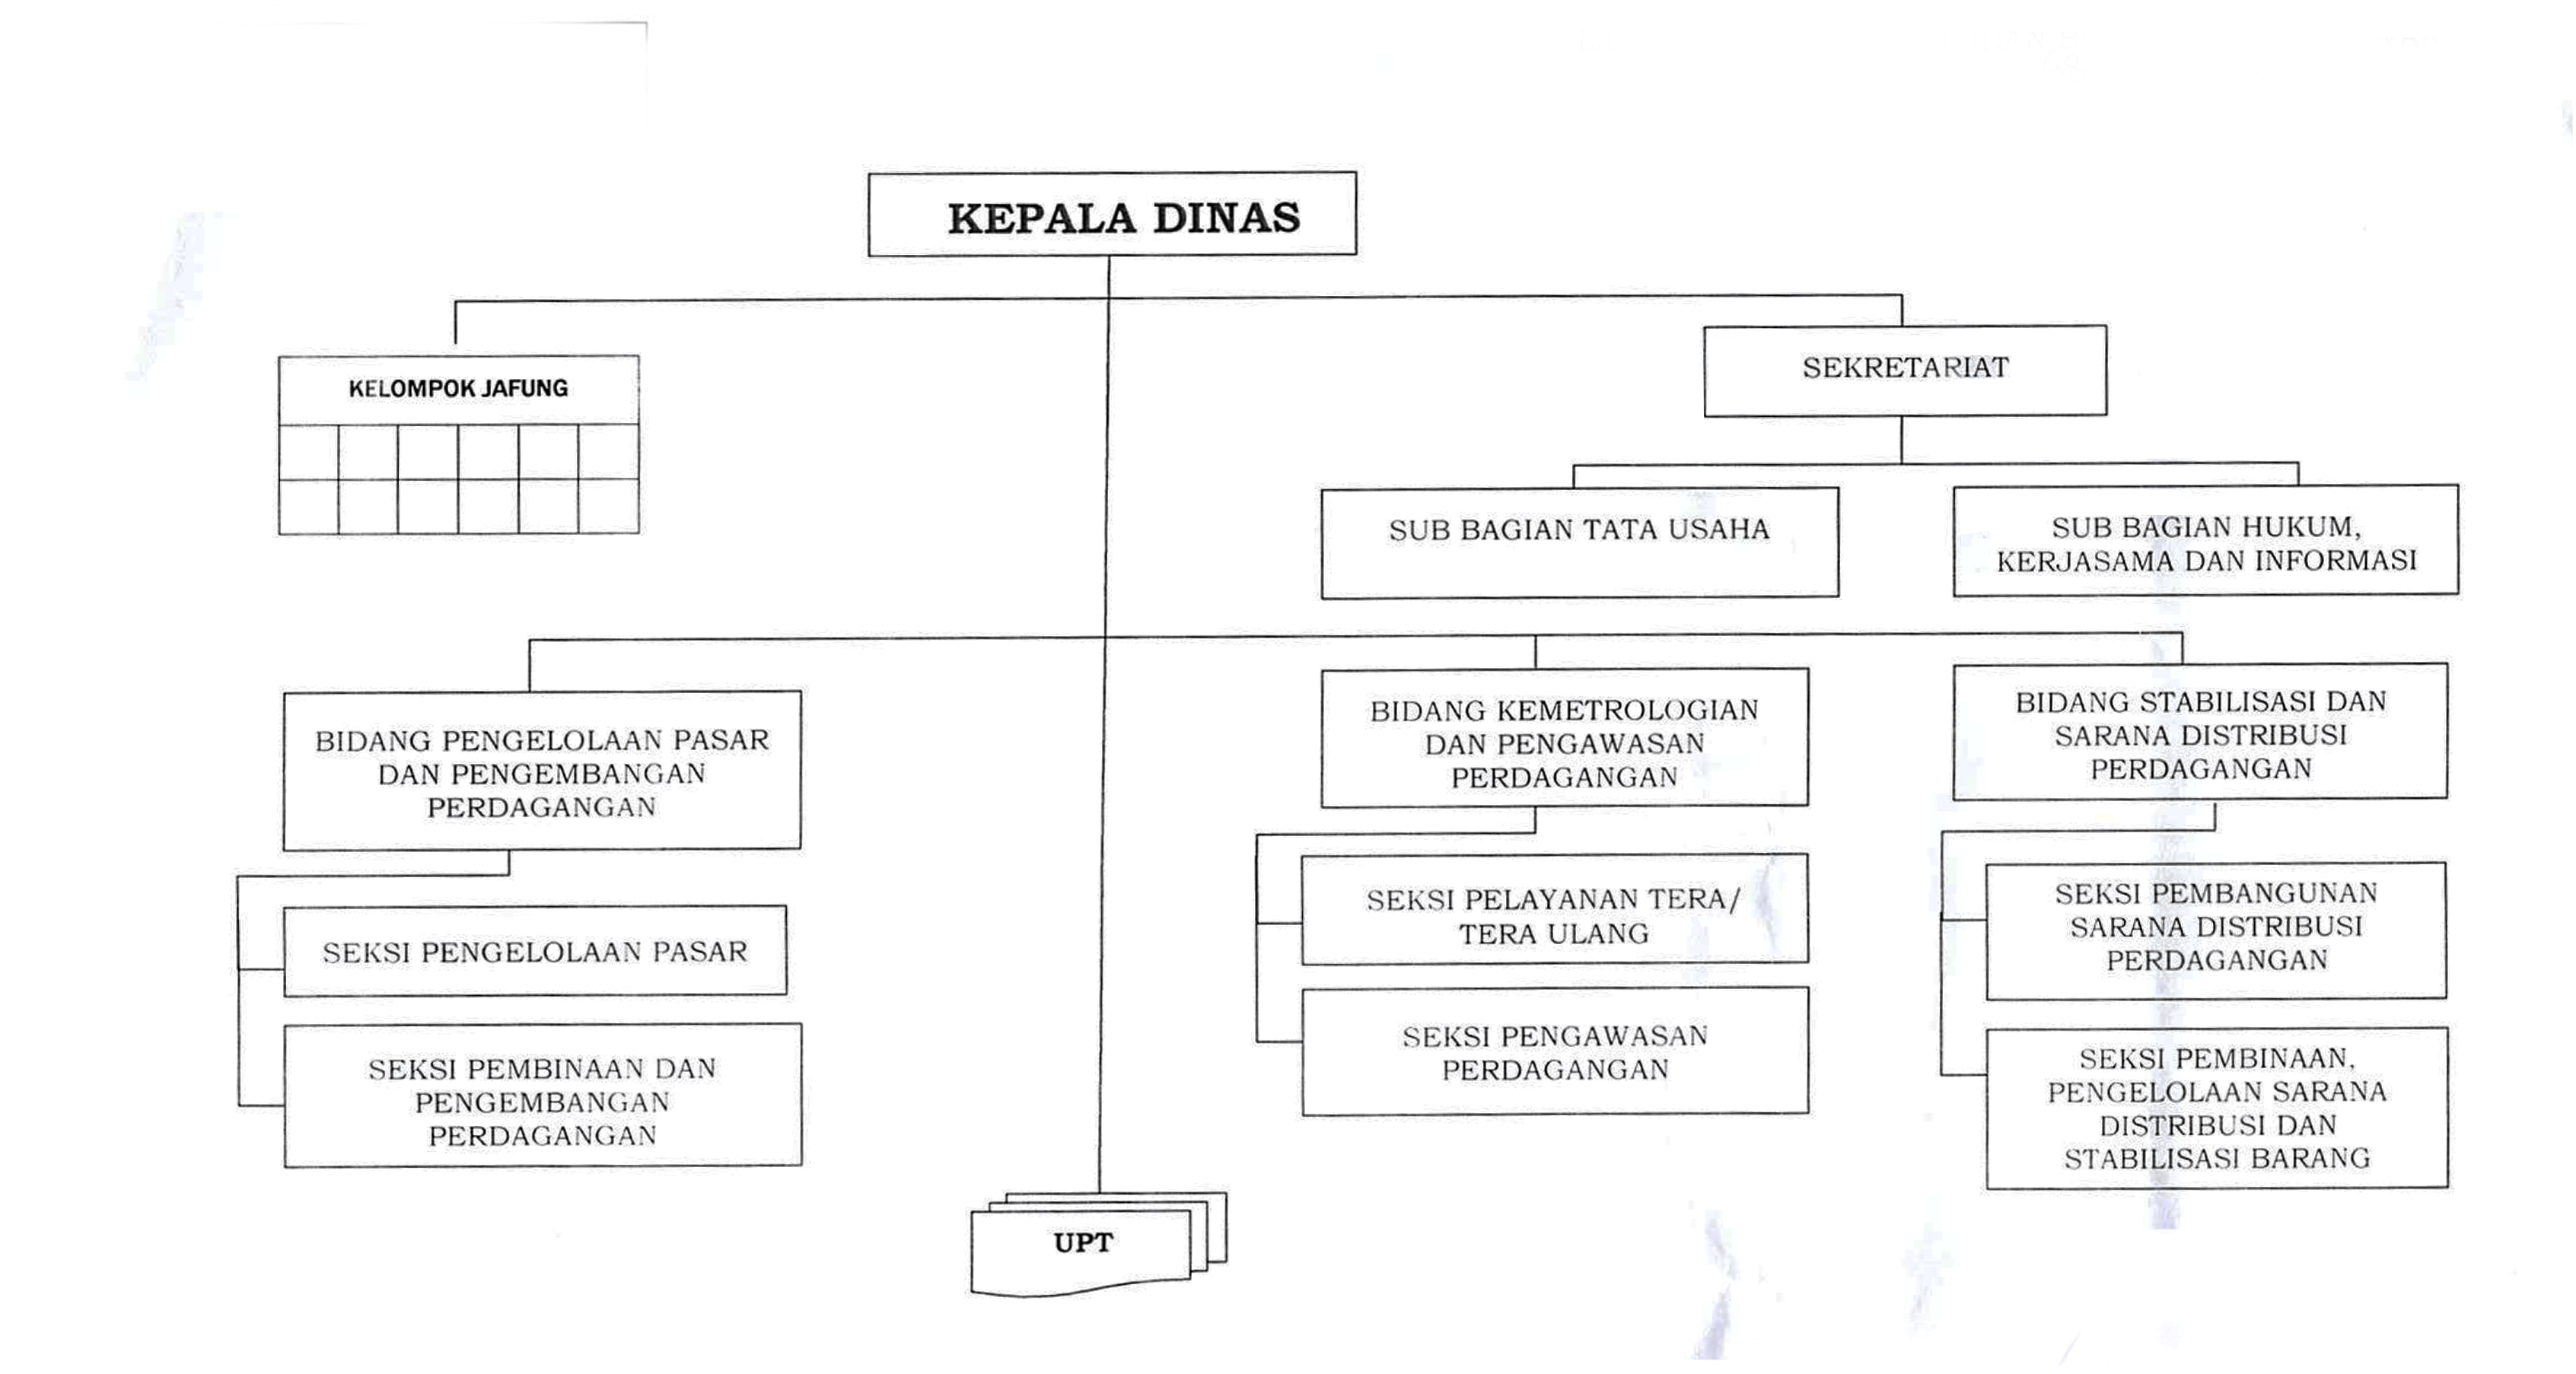 KEPALA DINAS
KELOMPOK JAFUNG
SEKRETARIAT
SUB BAGIAN TATA USAHA
SUB BAGIAN HUKUM,
KERJASAMA DAN INFORMASI
BIDANG PENGELOLAAN PASAR
DAN PENGEMBANGAN
PERDAGANGAN
BIDANG KEMETROLOGIAN
DAN PENGAWASAN
PERDAGANGAN
BIDANG STABILISASI DAN
SARANA DISTRIBUSI
PERDAGANGAN
SEKSI PENGELOLAAN PASAR
SEKSI PEMBINAAN DAN
PENGEMBANGAN
PERDAGANGAN
SEKSI PELAYANAN TERA/
TERA ULANG
SEKSI PENGAWASAN
PERDAGANGAN
SEKSI PEMBANGUNAN
SARANA DISTRIBUSI
PERDAGANGAN
SEKSI PEMBINAAN,
PENGELOLAAN SARANA
DISTRIBUSI DAN
STABILISASI BARANG
UPT